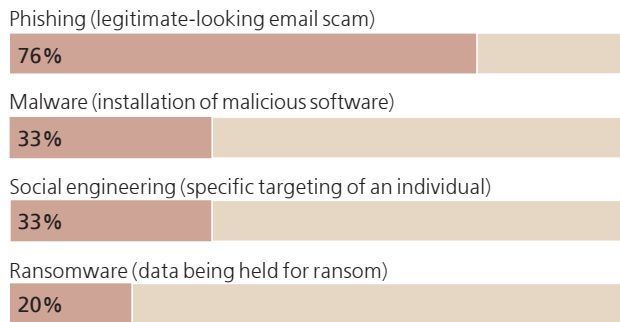 Phishing (legitimate-looking email scam)
76%
Malware (installation of malicious software)
33%
Social engineering (specific targeting of an individual)
33%
Ransomware (data being held for ransom)
20%